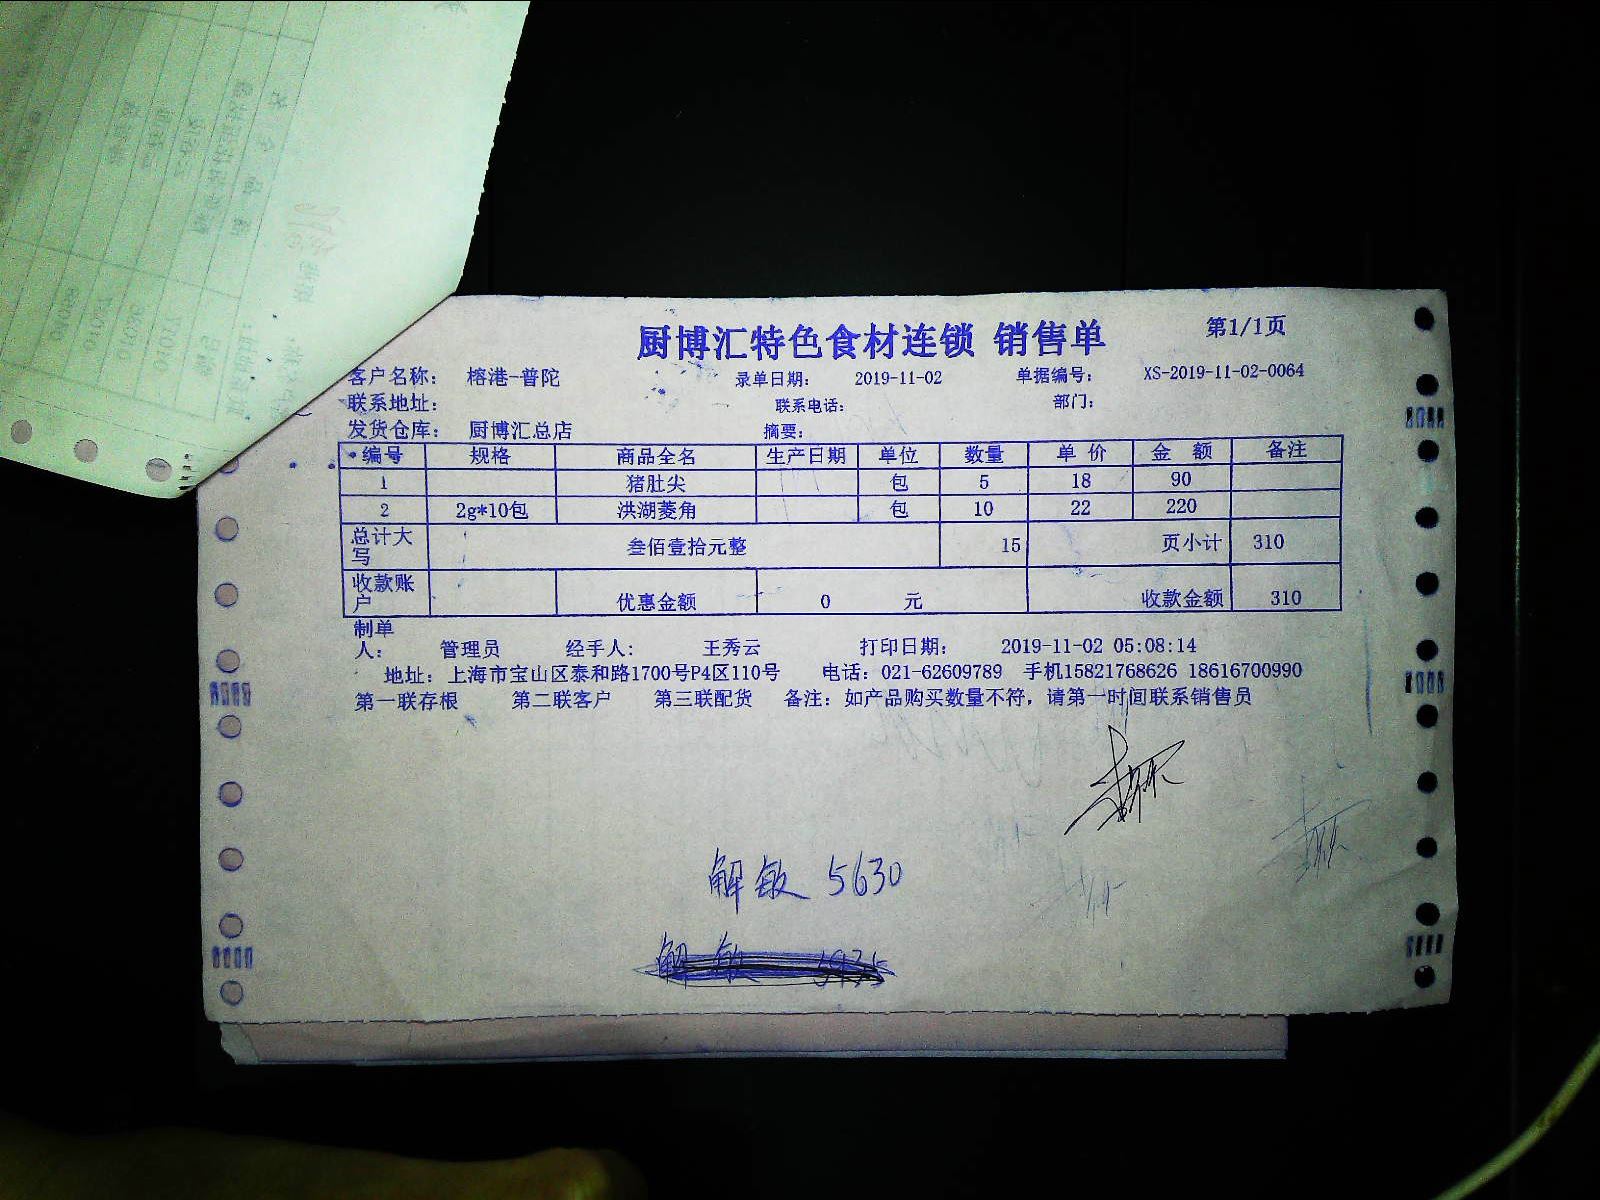 厨博汇特色食材连锁 销售单 第1/1页
客户名称： 榕港-普陀 录单日期： 2019-11-02 单据编号： XS-2019-11-02-0064
联系地址： 联系电话： 部门：
发货仓库： 厨博汇总店 摘要：
编号 规格 商品全名 生产日期 单位 数量 单 价 金 额 备注
1 猪肚尖 包 5 18 90
2 2g*10包 洪湖菱角 包 10 22 220
总计大写 叁佰壹拾元整 15 页小计 310
收款账户 优惠金额 0 元 收款金额 310
制单人： 管理员 经手人： 王秀云 打印日期： 2019-11-02 05:08:14
地址：上海市宝山区泰和路1700号P4区110号 电话：021-62609789 手机15821768626 18616700990
第一联存根 第二联客户 第三联配货 备注：如产品购买数量不符，请第一时间联系销售员
解敏 5630